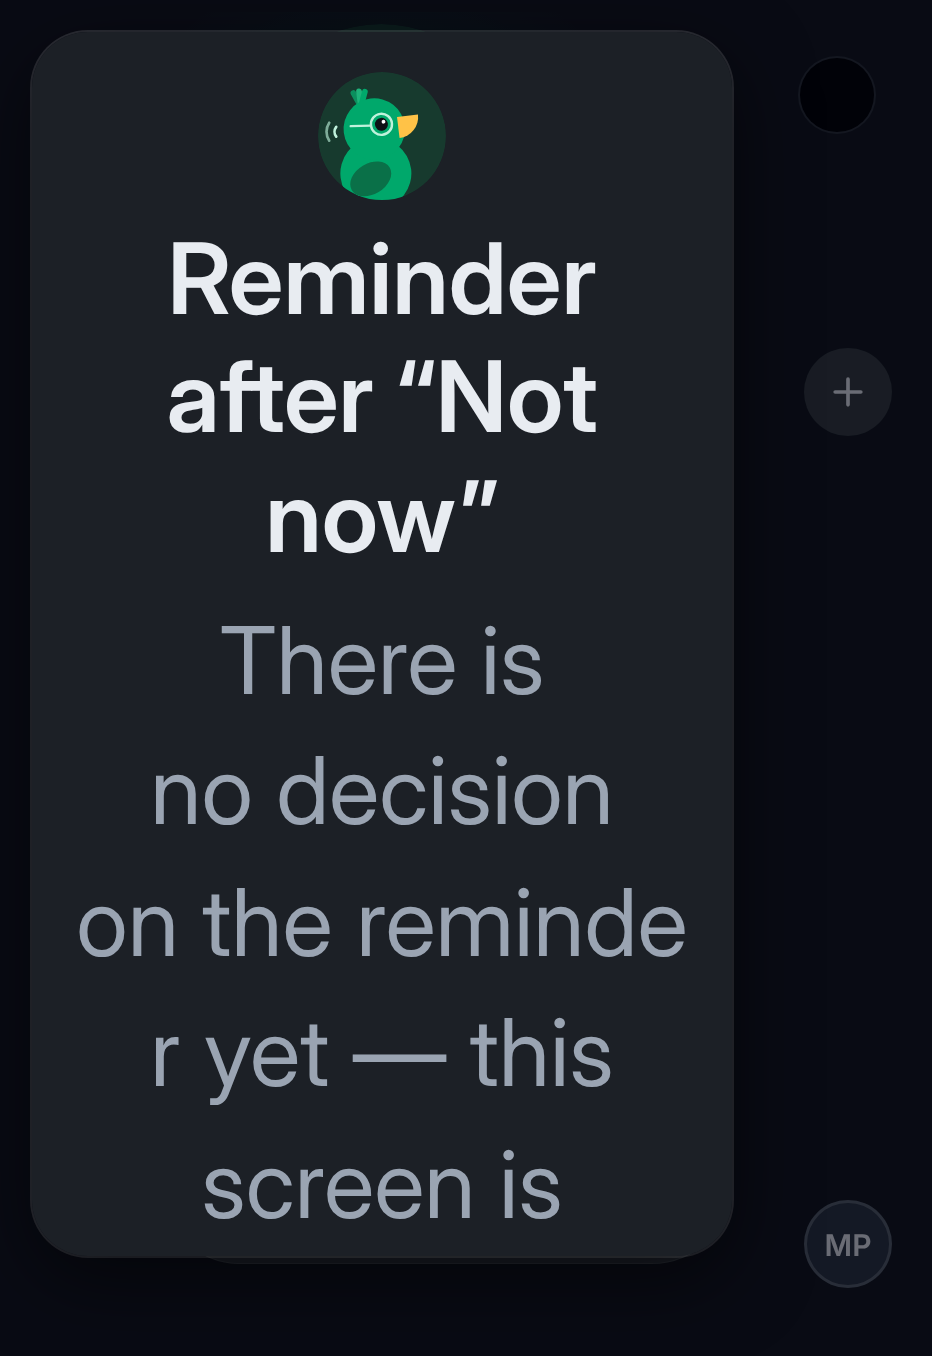 Reminder
after “Not
now”
There is
no decision
on the reminde
r yet — this
screen is
MP